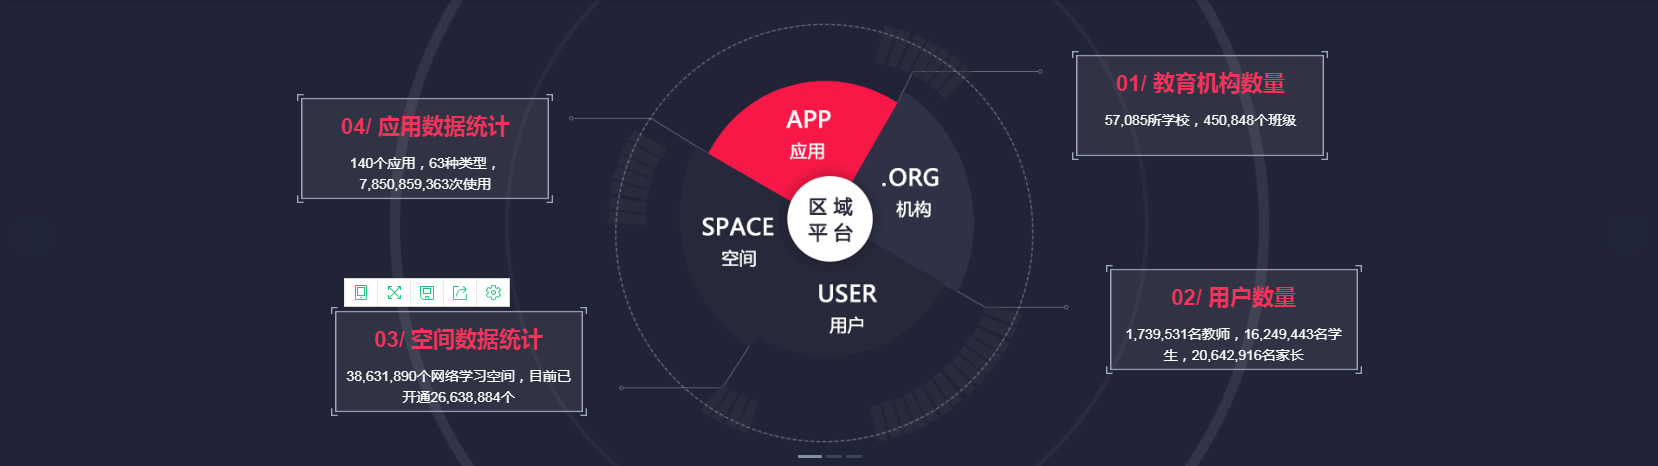 04/ 应用数据统计
140个应用，63种类型，
7,850,859,363次使用
03/ 空间数据统计
38,631,890个网络学习空间，目前已
开通26,638,884个
APP
应用
.ORG
机构
SPACE
空间
USER
用户
区域
平台
01/ 教育机构数量
57,085所学校，450,848个班级
02/ 用户数量
1,739,531名教师，16,249,443名学
生，20,642,916名家长